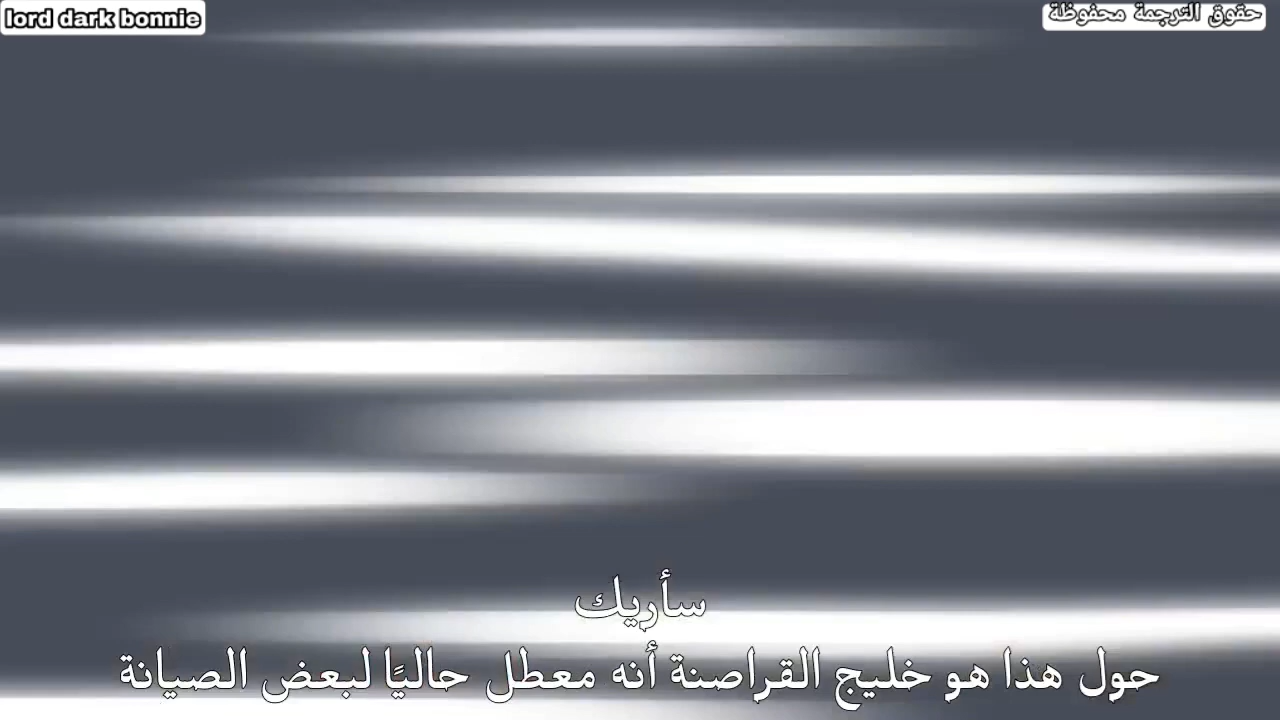 lord dark bonnie
حقوق الترجمة محفوظة
سأريك
حول هذا هو خليج القراصنة أنه معطل حاليًا لبعض الصيانة